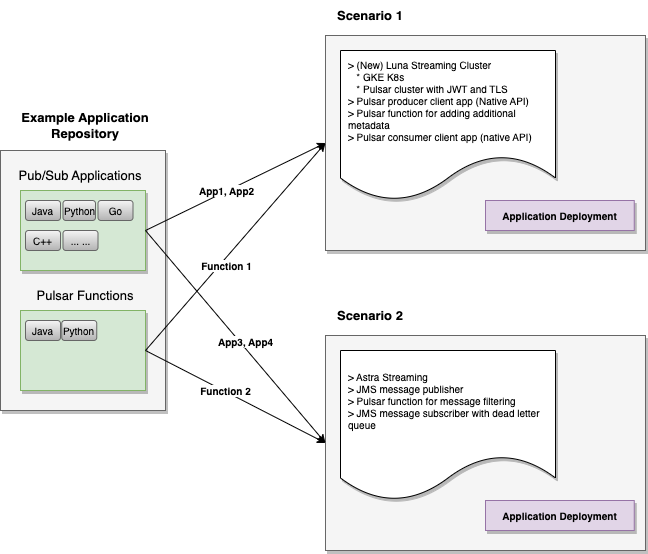 Scenario 1
> (New) Luna Streaming Cluster
* GKE K8s
* Pulsar cluster with JWT and TLS
> Pulsar producer client app (Native API)
> Pulsar function for adding additional
metadata
> Pulsar consumer client app (native API)
Application Deployment
Example Application
Repository
Pub/Sub Applications
Java Python Go
C++ ... ...
Pulsar Functions
Java Python
App1, App2
Function 1
App3, App4
Function 2
Scenario 2
> Astra Streaming
> JMS message publisher
> Pulsar function for message filtering
> JMS message subscriber with dead letter
queue
Application Deployment